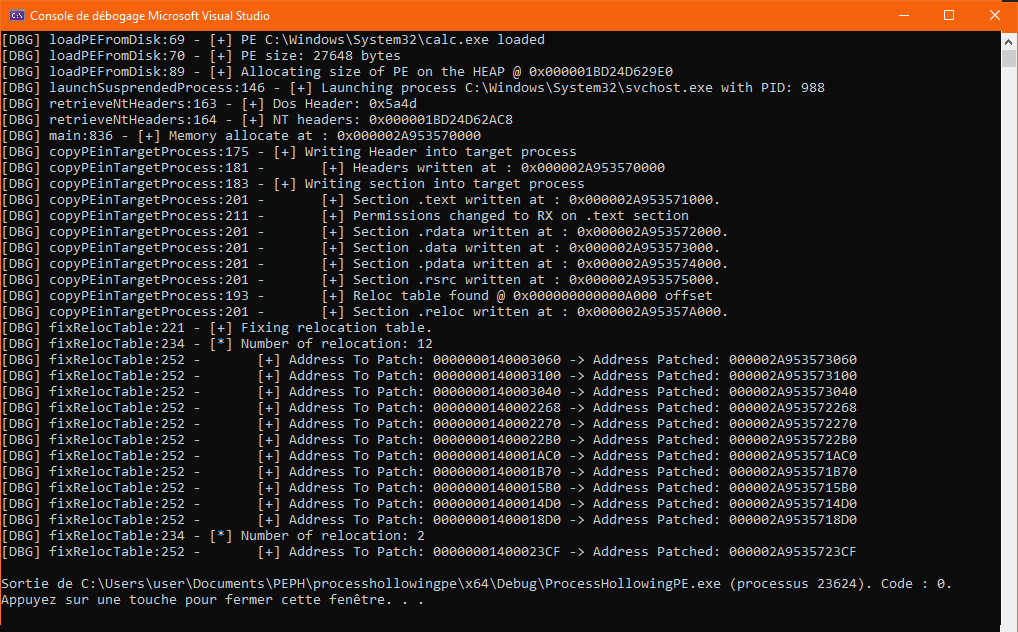 Console de débogage Microsoft Visual Studio
[DBG] loadPEFromDisk:69 - [+] PE C:\Windows\System32\calc.exe loaded
[DBG] loadPEFromDisk:70 - [+] PE size: 27648 bytes
[DBG] loadPEFromDisk:89 - [+] Allocating size of PE on the HEAP @ 0x000001BD24D629E0
[DBG] launchSusprendedProcess:146 - [+] Launching process C:\Windows\System32\svchost.exe with PID: 988
[DBG] retrieveNtHeaders:163 - [+] Dos Header: 0x5a4d
[DBG] retrieveNtHeaders:164 - [+] NT headers: 0x000001BD24D62AC8
[DBG] main:836 - [+] Memory allocate at : 0x000002A953570000
[DBG] copyPEinTargetProcess:175 - [+] Writing Header into target process
[DBG] copyPEinTargetProcess:181 -       [+] Headers written at : 0x000002A953570000
[DBG] copyPEinTargetProcess:183 - [+] Writing section into target process
[DBG] copyPEinTargetProcess:201 -       [+] Section .text written at : 0x000002A953571000.
[DBG] copyPEinTargetProcess:211 -       [+] Permissions changed to RX on .text section
[DBG] copyPEinTargetProcess:201 -       [+] Section .rdata written at : 0x000002A953572000.
[DBG] copyPEinTargetProcess:201 -       [+] Section .data written at : 0x000002A953573000.
[DBG] copyPEinTargetProcess:201 -       [+] Section .pdata written at : 0x000002A953574000.
[DBG] copyPEinTargetProcess:201 -       [+] Section .rsrc written at : 0x000002A953575000.
[DBG] copyPEinTargetProcess:193 -       [+] Reloc table found @ 0x000000000000A000 offset
[DBG] copyPEinTargetProcess:201 -       [+] Section .reloc written at : 0x000002A95357A000.
[DBG] fixRelocTable:221 - [+] Fixing relocation table.
[DBG] fixRelocTable:234 - [*] Number of relocation: 12
[DBG] fixRelocTable:252 -       [+] Address To Patch: 0000000140003060 -> Address Patched: 000002A953573060
[DBG] fixRelocTable:252 -       [+] Address To Patch: 0000000140003100 -> Address Patched: 000002A953573100
[DBG] fixRelocTable:252 -       [+] Address To Patch: 0000000140003040 -> Address Patched: 000002A953573040
[DBG] fixRelocTable:252 -       [+] Address To Patch: 0000000140002268 -> Address Patched: 000002A953572268
[DBG] fixRelocTable:252 -       [+] Address To Patch: 0000000140002270 -> Address Patched: 000002A953572270
[DBG] fixRelocTable:252 -       [+] Address To Patch: 00000001400022B0 -> Address Patched: 000002A9535722B0
[DBG] fixRelocTable:252 -       [+] Address To Patch: 0000000140001AC0 -> Address Patched: 000002A953571AC0
[DBG] fixRelocTable:252 -       [+] Address To Patch: 0000000140001B70 -> Address Patched: 000002A953571B70
[DBG] fixRelocTable:252 -       [+] Address To Patch: 00000001400015B0 -> Address Patched: 000002A9535715B0
[DBG] fixRelocTable:252 -       [+] Address To Patch: 00000001400014D0 -> Address Patched: 000002A9535714D0
[DBG] fixRelocTable:252 -       [+] Address To Patch: 00000001400018D0 -> Address Patched: 000002A9535718D0
[DBG] fixRelocTable:234 - [*] Number of relocation: 2
[DBG] fixRelocTable:252 -       [+] Address To Patch: 00000001400023CF -> Address Patched: 000002A9535723CF
Sortie de C:\Users\user\Documents\PEPH\processhollowingpe\x64\Debug\ProcessHollowingPE.exe (processus 23624). Code : 0.
Appuyez sur une touche pour fermer cette fenêtre. . .